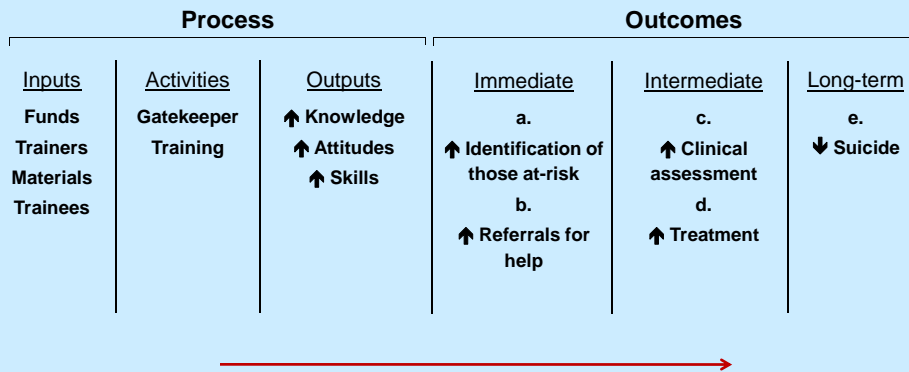 Process
Outcomes
Inputs
Funds
Trainers
Materials
Trainees
Activities
Gatekeeper
Training
Outputs
↑ Knowledge
↑ Attitudes
↑ Skills
Immediate
a.
↑ Identification of
those at-risk
b.
↑ Referrals for
help
Intermediate
c.
↑ Clinical
assessment
d.
↑ Treatment
Long-term
e.
↓ Suicide